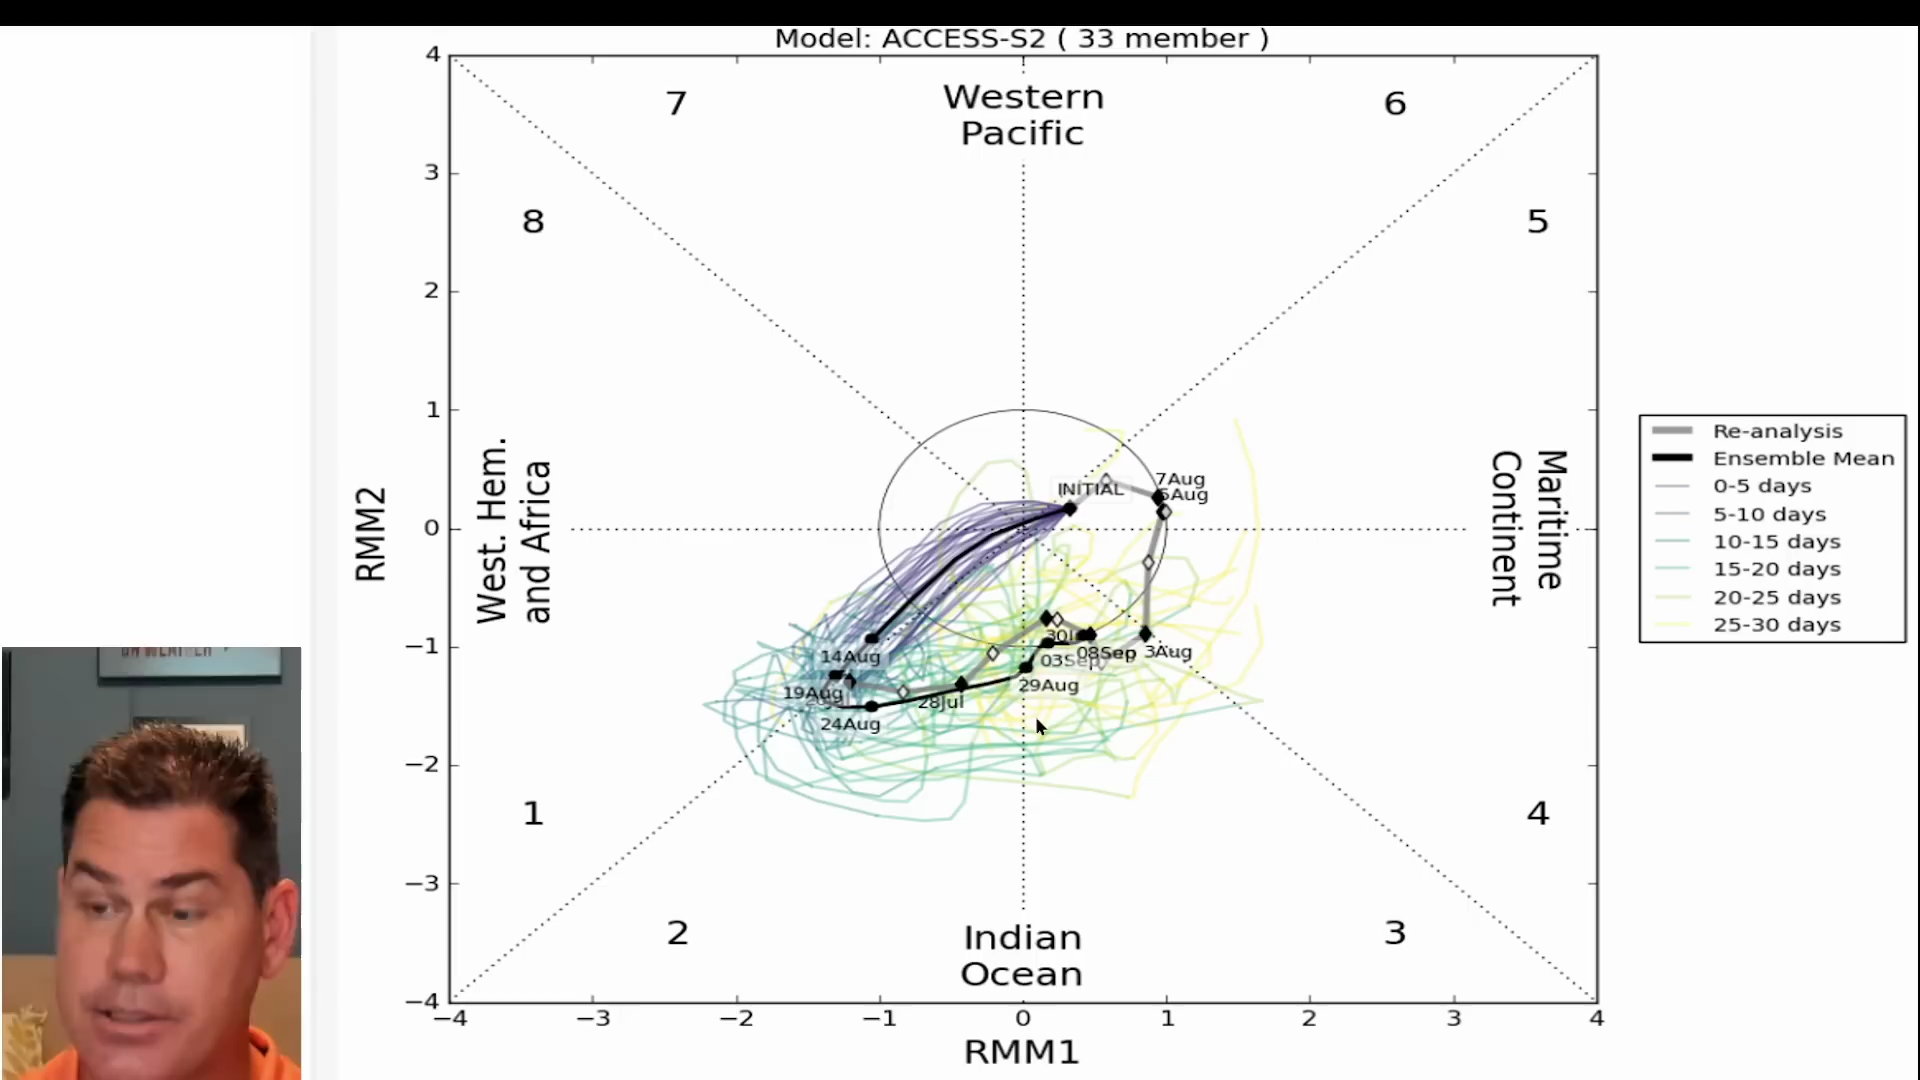 Model: ACCESS-S2 ( 33 member )
4
3
2
1
0
−1
−2
−3
−4
−4
−3
−2
−1
0
1
2
3
4
RMM1
RMM2
7
Western
Pacific
6
8
5
West. Hem.
and Africa
Maritime
Continent
1
4
2
Indian
Ocean
3
INITIAL
7Aug
5Aug
3Aug
08Sep
03Sep
29Aug
28Jul
14Aug
19Aug
24Aug
Re-analysis
Ensemble Mean
0-5 days
5-10 days
10-15 days
15-20 days
20-25 days
25-30 days